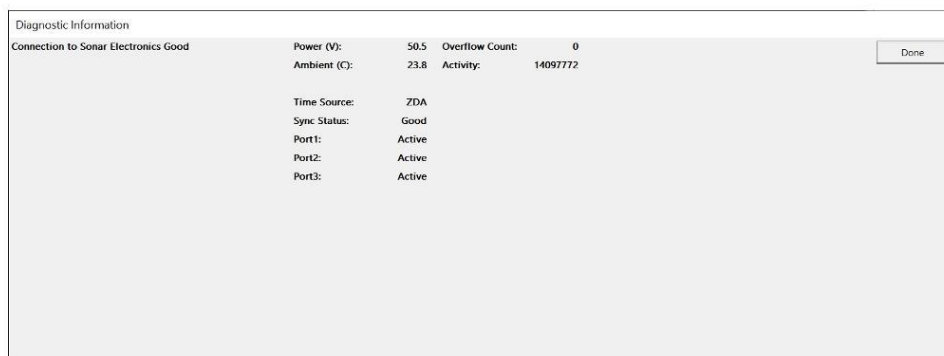 Diagnostic Information
Connection to Sonar Electronics Good Power (V): 50.5 Overflow Count: 0 Done
Ambient (C): 23.8 Activity: 14097772
Time Source: ZDA
Sync Status: Good
Port1: Active
Port2: Active
Port3: Active